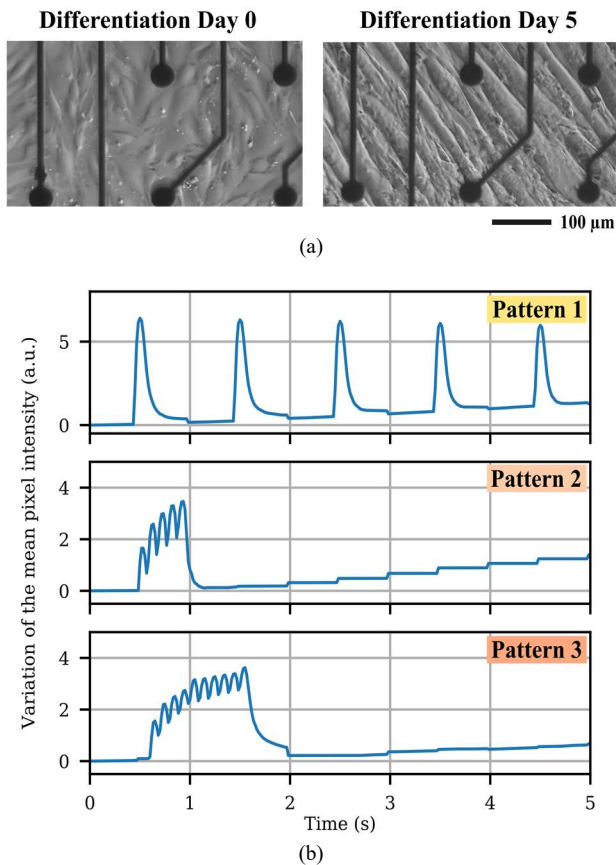 Differentiation Day 0
Differentiation Day 5
100 μm
(a)
Variation of the mean pixel intensity (a.u.)
Pattern 1
5
0
Pattern 2
4
2
0
Pattern 3
4
2
0
0 1 2 3 4 5
Time (s)
(b)